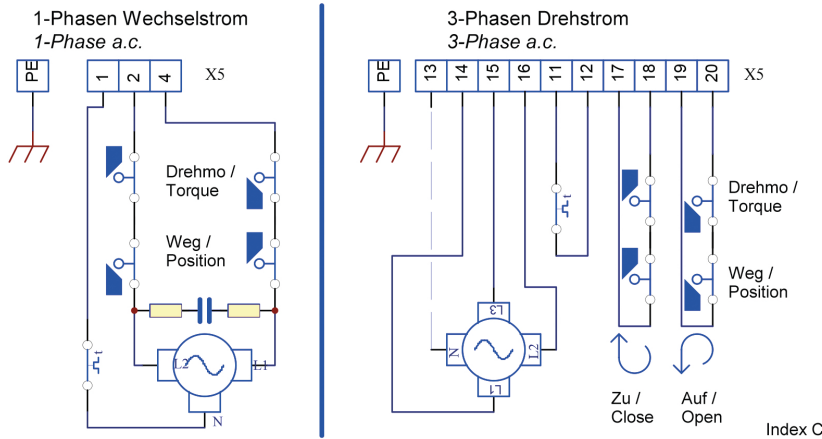 1-Phasen Wechselstrom
1-Phase a.c.
PE 1 2 4 X5
Drehmo /
Torque
Weg /
Position
t
L2 L1
N
3-Phasen Drehstrom
3-Phase a.c.
PE 13 14 15 16 11 12 17 18 19 20 X5
t
Drehmo /
Torque
Weg /
Position
L3
N L2
L1
Zu /
Close
Auf /
Open
Index C